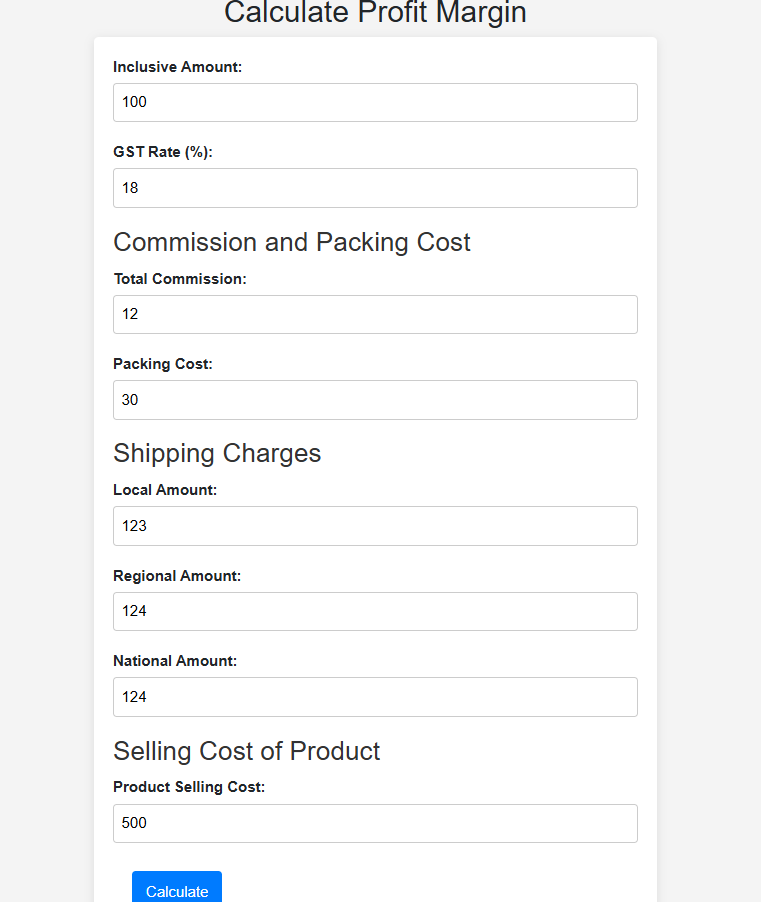 Calculate Profit Margin
Inclusive Amount:
100
GST Rate (%):
18
Commission and Packing Cost
Total Commission:
12
Packing Cost:
30
Shipping Charges
Local Amount:
123
Regional Amount:
124
National Amount:
124
Selling Cost of Product
Product Selling Cost:
500
Calculate